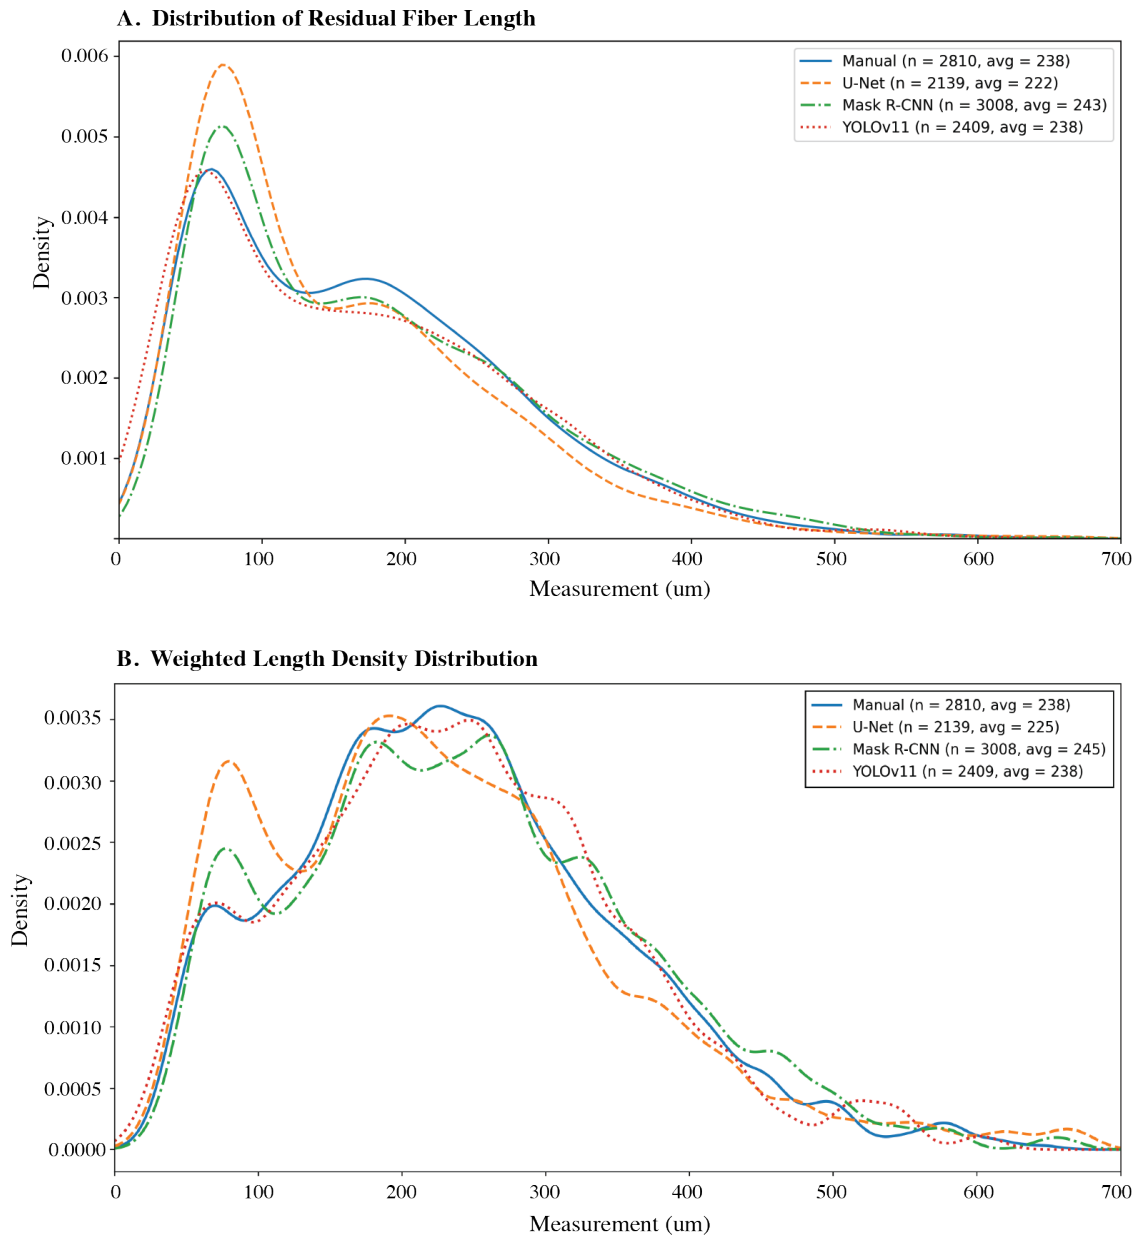 A. Distribution of Residual Fiber Length
0.006
0.005
0.004
0.003
0.002
0.001
Density
Manual (n = 2810, avg = 238)
U-Net (n = 2139, avg = 222)
Mask R-CNN (n = 3008, avg = 243)
YOLOv11 (n = 2409, avg = 238)
0 100 200 300 400 500 600 700
Measurement (um)
B. Weighted Length Density Distribution
0.0035
0.0030
0.0025
0.0020
0.0015
0.0010
0.0005
0.0000
Density
Manual (n = 2810, avg = 238)
U-Net (n = 2139, avg = 225)
Mask R-CNN (n = 3008, avg = 245)
YOLOv11 (n = 2409, avg = 238)
0 100 200 300 400 500 600 700
Measurement (um)